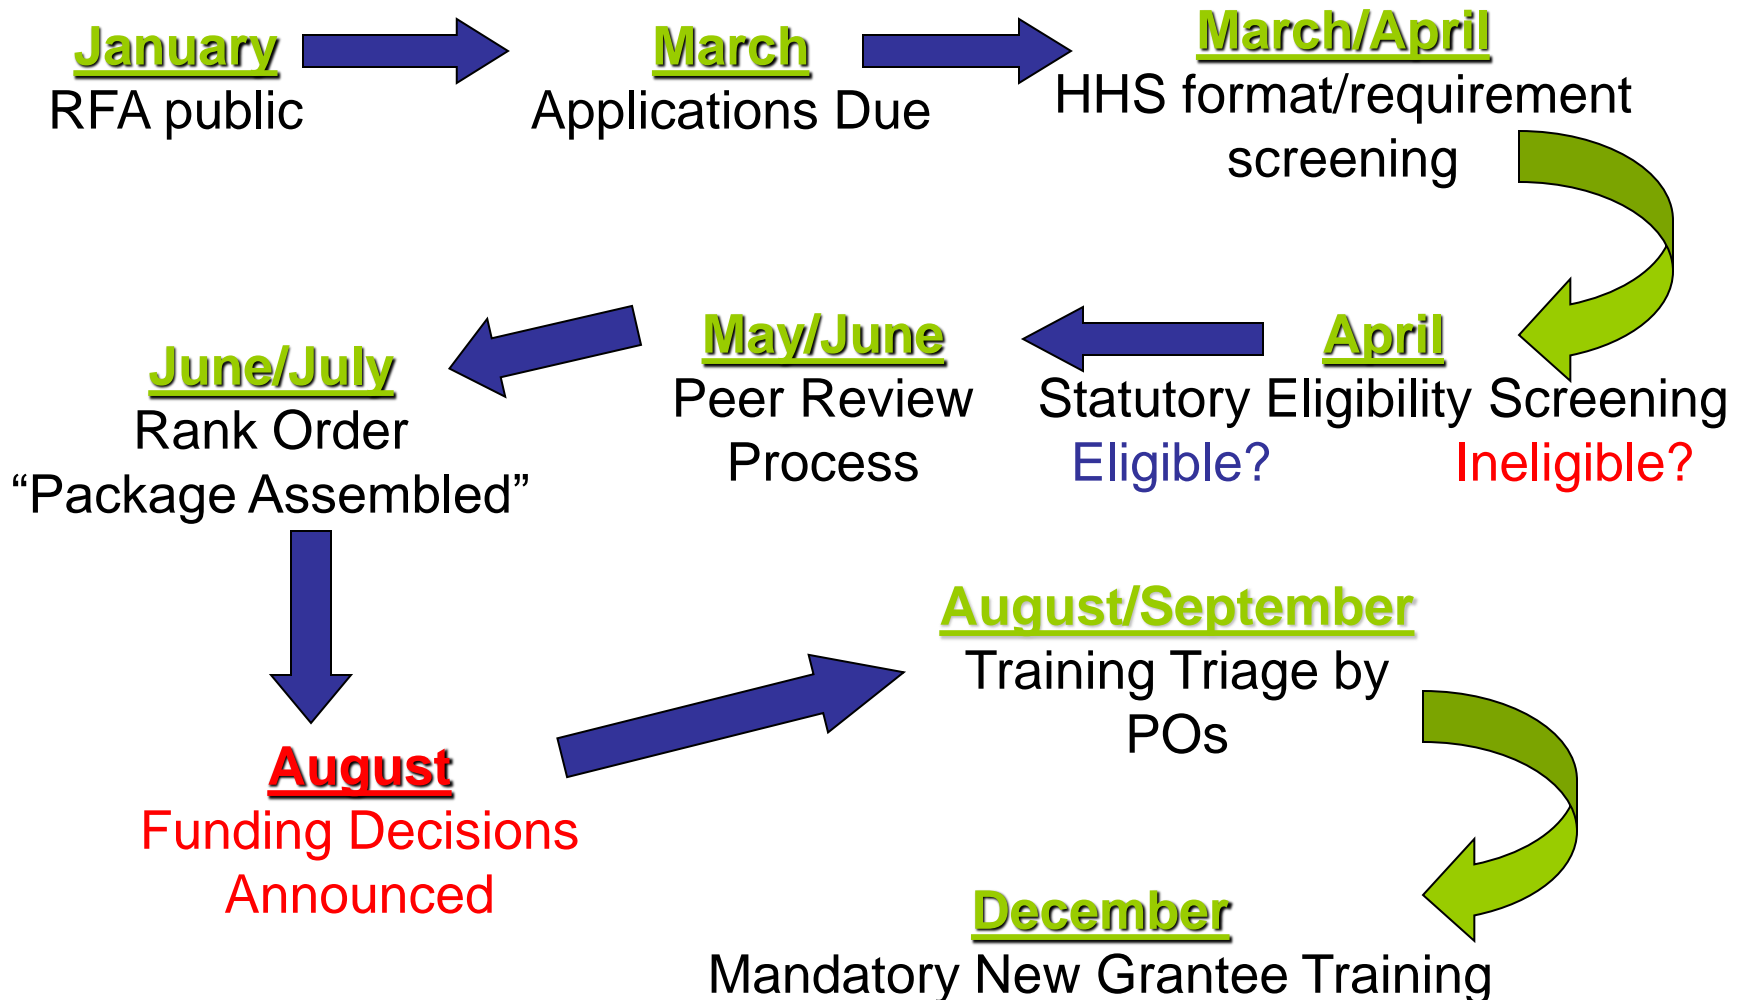 January
RFA public
March
Applications Due
March/April
HHS format/requirement
screening
April
Statutory Eligibility Screening
Eligible? Ineligible?
May/June
Peer Review
Process
June/July
Rank Order
“Package Assembled”
August
Funding Decisions
Announced
August/September
Training Triage by
POs
December
Mandatory New Grantee Training